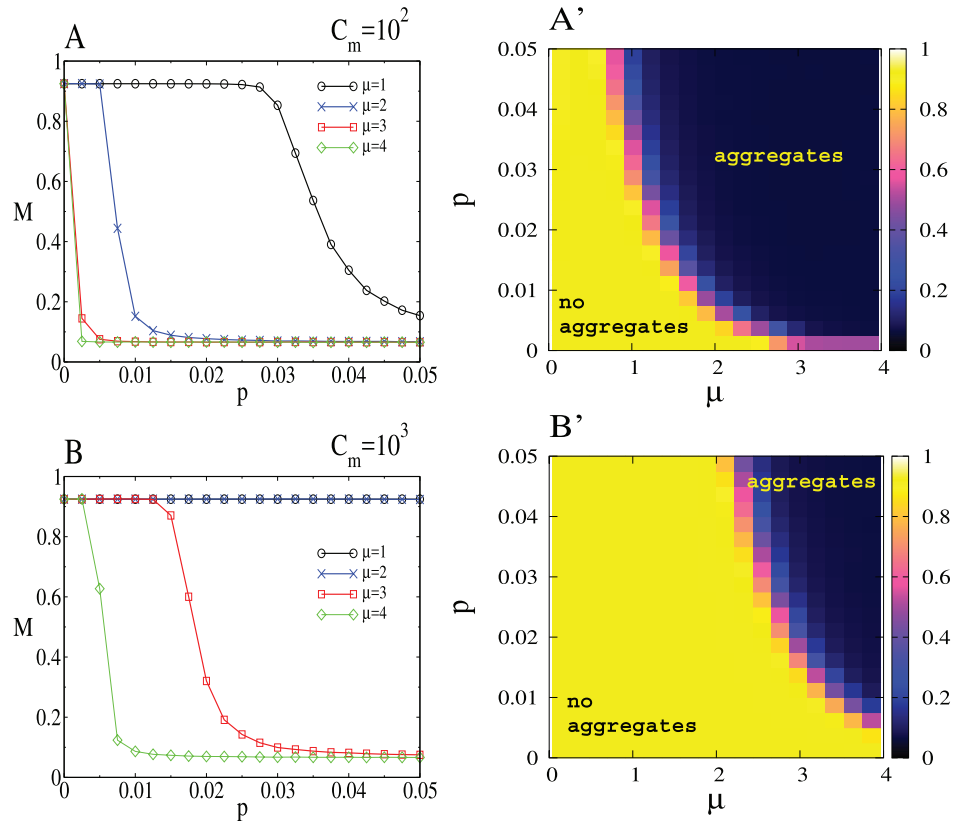 A
C_m=10^2
1
0.8
0.6
M
0.4
0.2
0
0
0.01
0.02
0.03
0.04
0.05
p
μ=1
μ=2
μ=3
μ=4
A'
0.05
0.04
0.03
p
0.02
0.01
0
0
1
2
3
4
μ
aggregates
no
aggregates
1
0.8
0.6
0.4
0.2
0
B
C_m=10^3
1
0.8
0.6
M
0.4
0.2
0
0
0.01
0.02
0.03
0.04
0.05
p
μ=1
μ=2
μ=3
μ=4
B'
0.05
0.04
0.03
p
0.02
0.01
0
0
1
2
3
4
μ
aggregates
no
aggregates
1
0.8
0.6
0.4
0.2
0